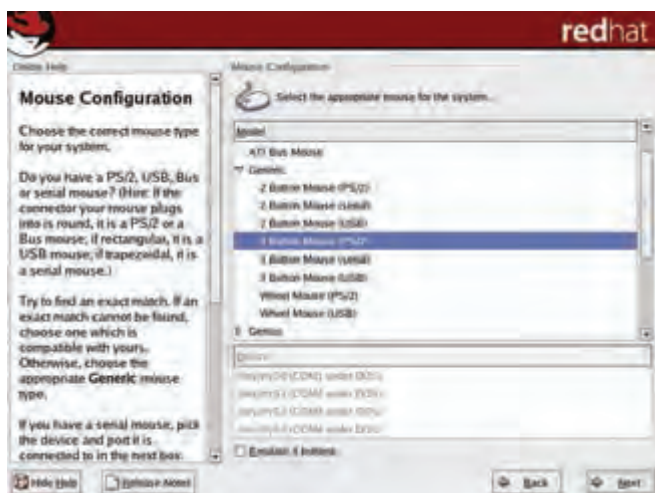 redhat
Online Help
Mouse Configuration
Choose the correct mouse type
for your system.
Do you have a PS/2, USB, Bus
or serial mouse? (Hint: If the
connector your mouse plugs
into is round, it is a PS/2 or a
Bus mouse; if rectangular, it is a
USB mouse; if trapezoidal, it is
a serial mouse.)
Try to find an exact match. If an
exact match cannot be found,
choose one which is
compatible with yours.
Otherwise, choose the
appropriate Generic mouse
type.
If you have a serial mouse, pick
the device and port it is
connected to in the next box.
Mouse Configuration
Select the appropriate mouse for the system.
Model
ATI Bus Mouse
Generic
2 Button Mouse (PS/2)
2 Button Mouse (serial)
2 Button Mouse (USB)
3 Button Mouse (PS/2)
3 Button Mouse (serial)
3 Button Mouse (USB)
Wheel Mouse (PS/2)
Wheel Mouse (USB)
Genius
Device
under DOS)
under DOS)
under DOS)
under DOS)
Emulate 3 buttons
Hide Help
Release Notes
Back
Next